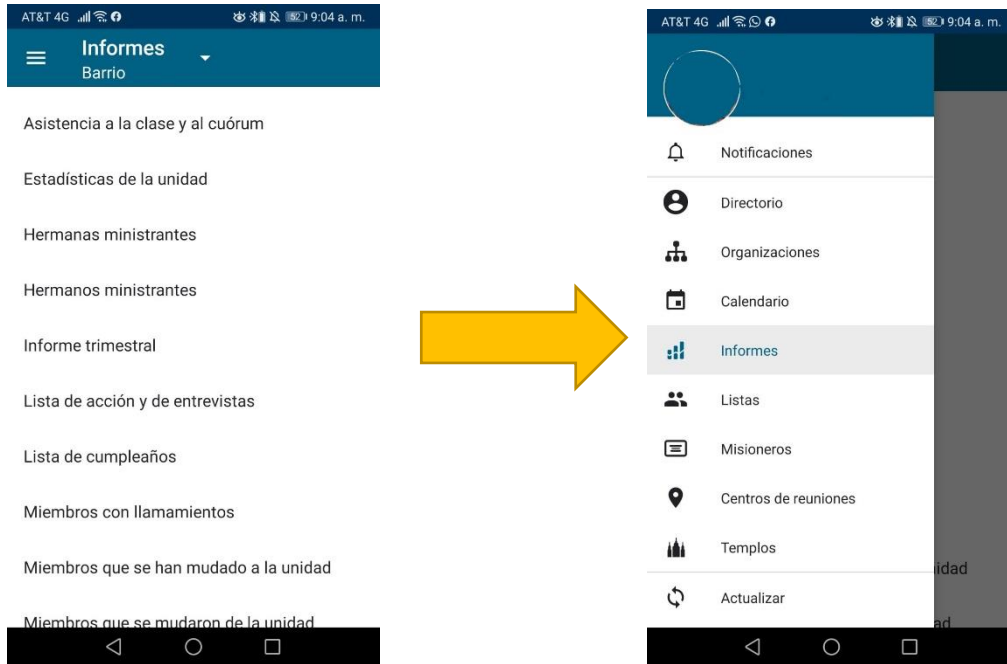 AT&T 4G 52 9:04 a. m.
Informes
Barrio
Asistencia a la clase y al cuórum
Estadísticas de la unidad
Hermanas ministrantes
Hermanos ministrantes
Informe trimestral
Lista de acción y de entrevistas
Lista de cumpleaños
Miembros con llamamientos
Miembros que se han mudado a la unidad
Miembros que se mudaron de la unidad
AT&T 4G 52 9:04 a. m.
Notificaciones
Directorio
Organizaciones
Calendario
Informes
Listas
Misioneros
Centros de reuniones
Templos
idad
Actualizar
ad